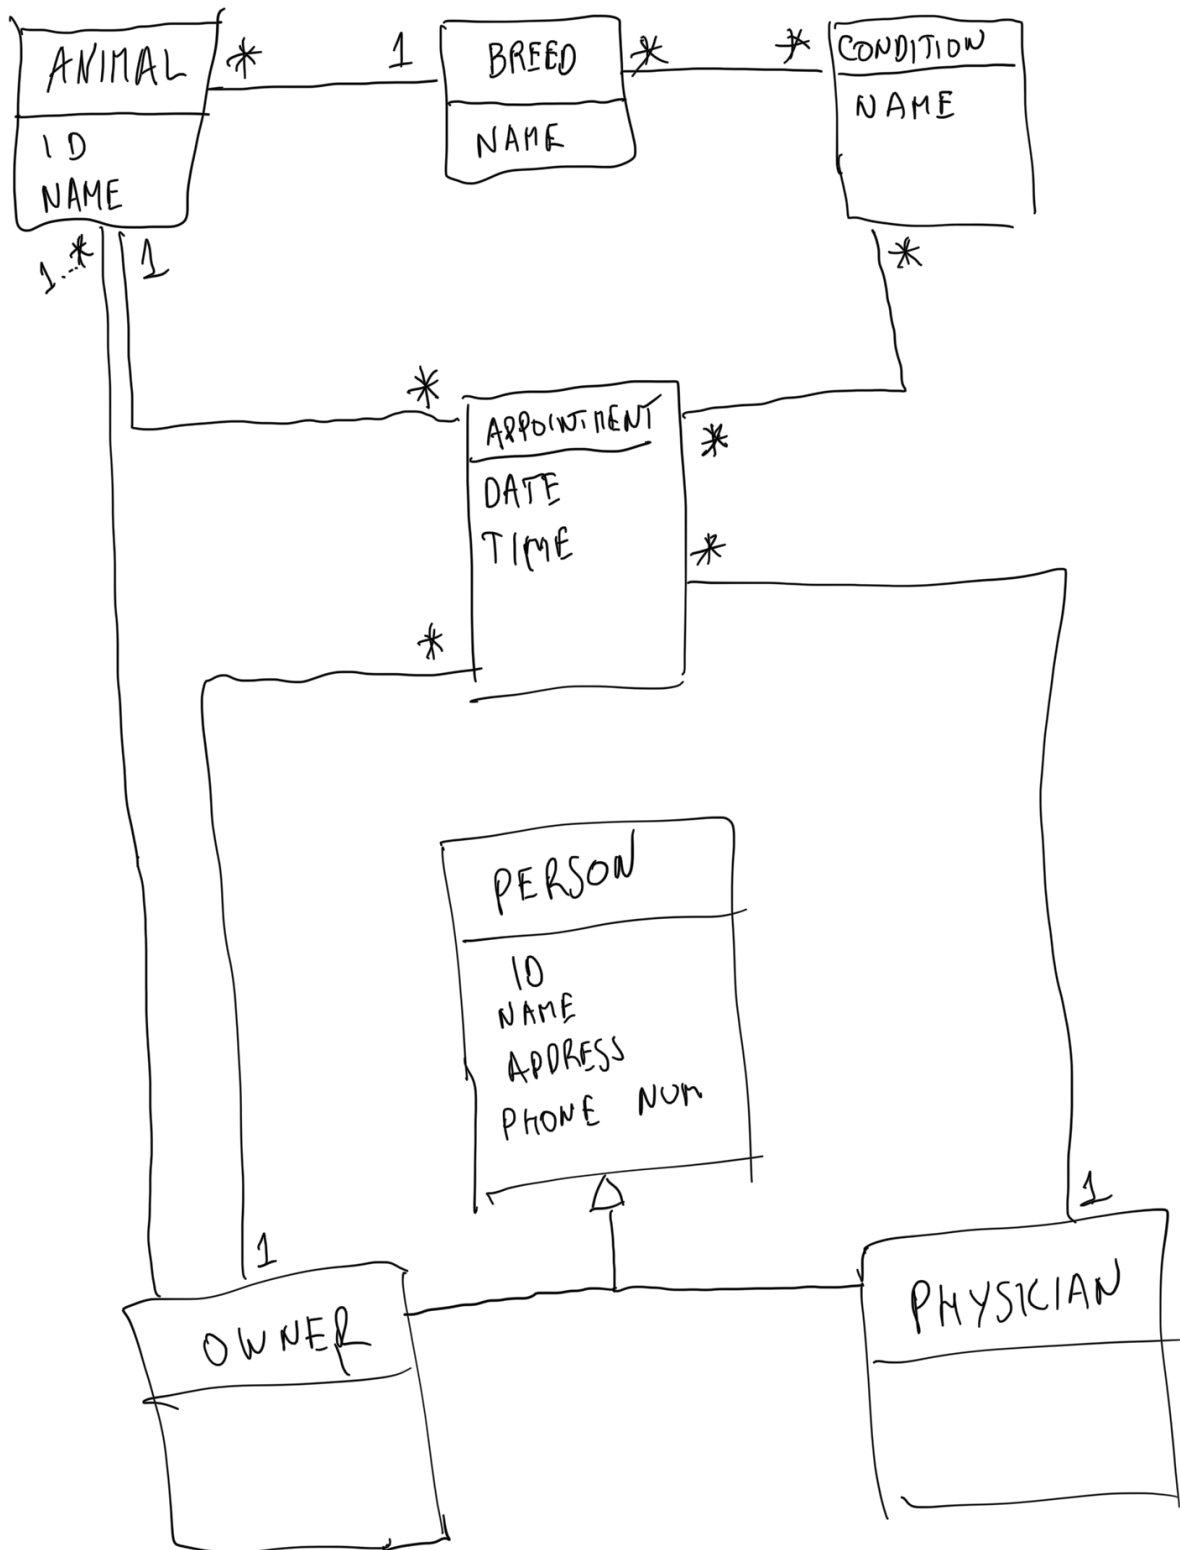 ANIMAL * 1 BREED * * CONDITION
ID
NAME
NAME
NAME
1..* 1
*
*
APPOINTMENT
DATE
TIME
*
*
*
PERSON
ID
NAME
ADDRESS
PHONE NUM
1
1
OWNER
PHYSICIAN